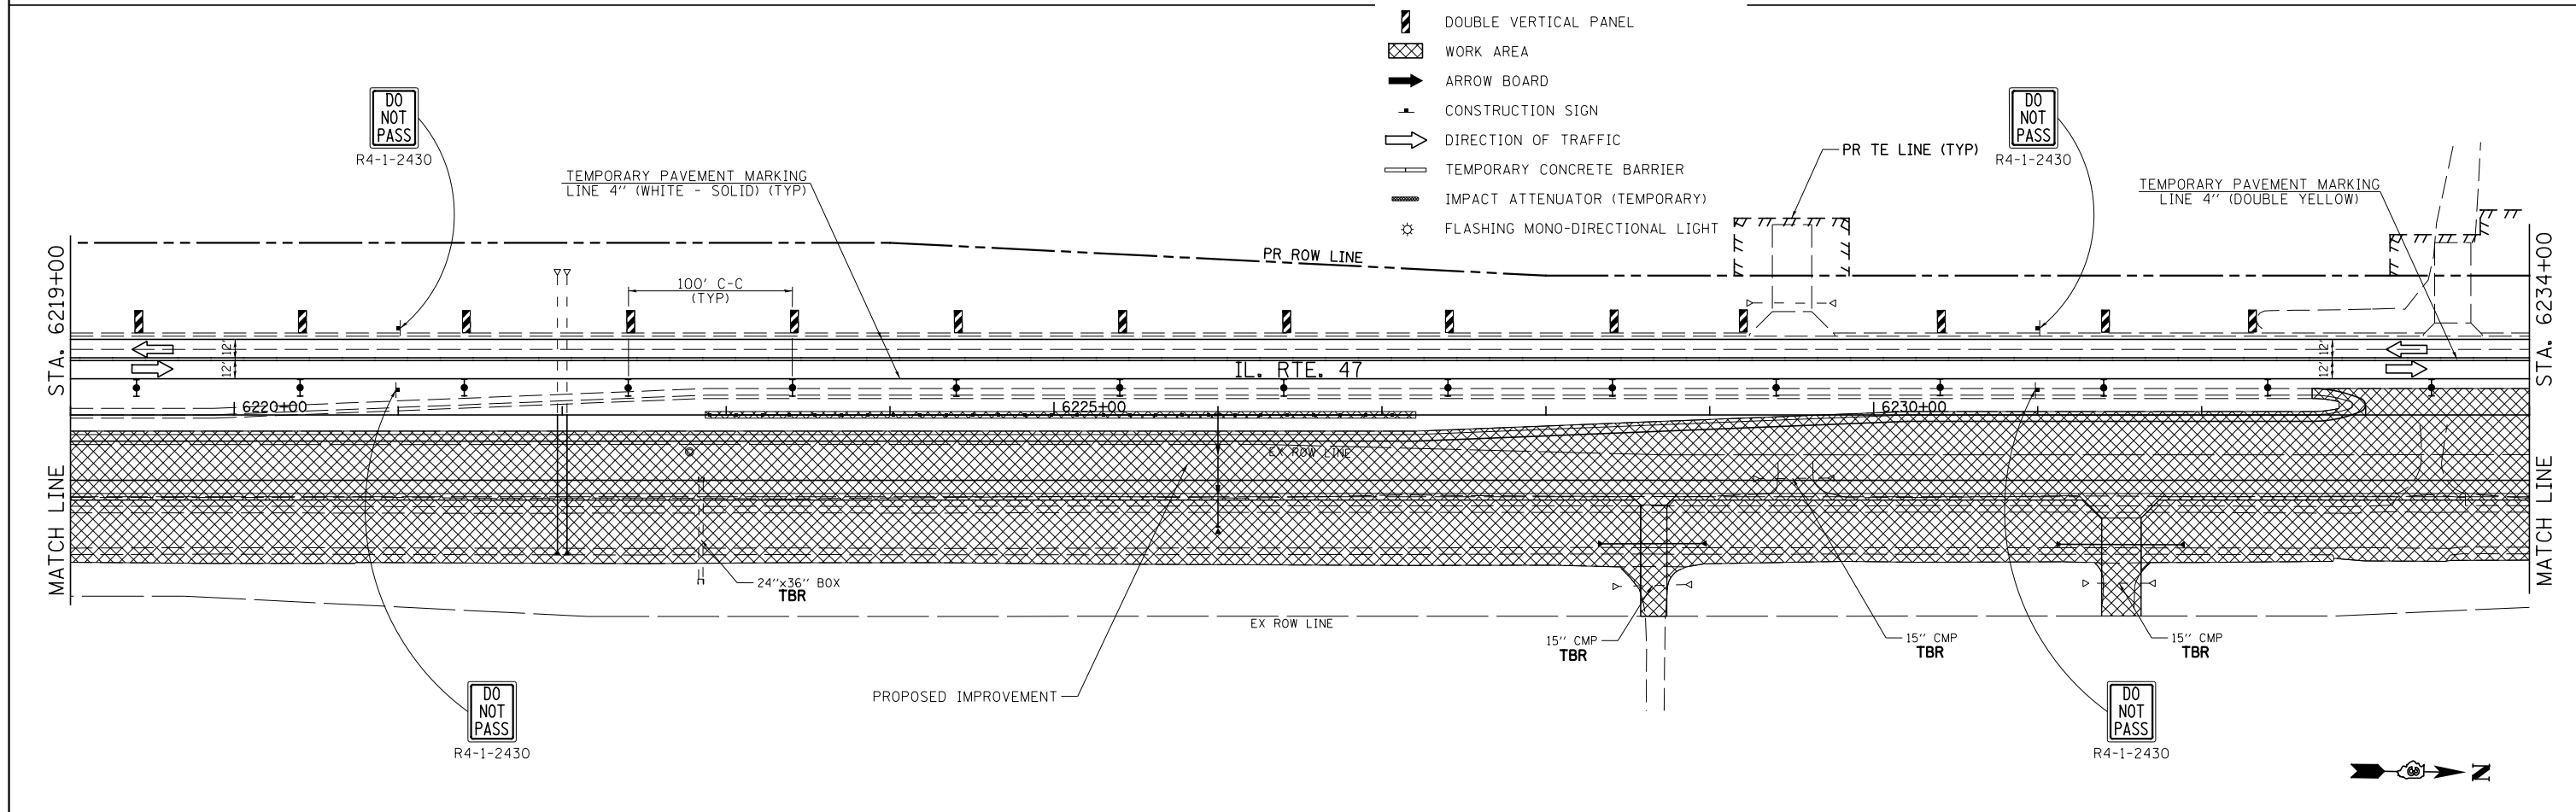 DOUBLE VERTICAL PANEL
WORK AREA
ARROW BOARD
CONSTRUCTION SIGN
DIRECTION OF TRAFFIC
TEMPORARY CONCRETE BARRIER
IMPACT ATTENUATOR (TEMPORARY)
FLASHING MONO-DIRECTIONAL LIGHT
DO
NOT
PASS
R4-1-2430
DO
NOT
PASS
R4-1-2430
PR TE LINE (TYP)
TEMPORARY PAVEMENT MARKING
LINE 4'' (WHITE - SOLID) (TYP)
TEMPORARY PAVEMENT MARKING
LINE 4'' (DOUBLE YELLOW)
PR ROW LINE
100' C-C
(TYP)
STA. 6219+00
MATCH LINE
STA. 6234+00
MATCH LINE
12'
12'
12'
12'
IL. RTE. 47
6220+00
6225+00
6230+00
EX ROW LINE
24''x36'' BOX
TBR
EX ROW LINE
15'' CMP
TBR
15'' CMP
TBR
15'' CMP
TBR
PROPOSED IMPROVEMENT
DO
NOT
PASS
R4-1-2430
DO
NOT
PASS
R4-1-2430
N